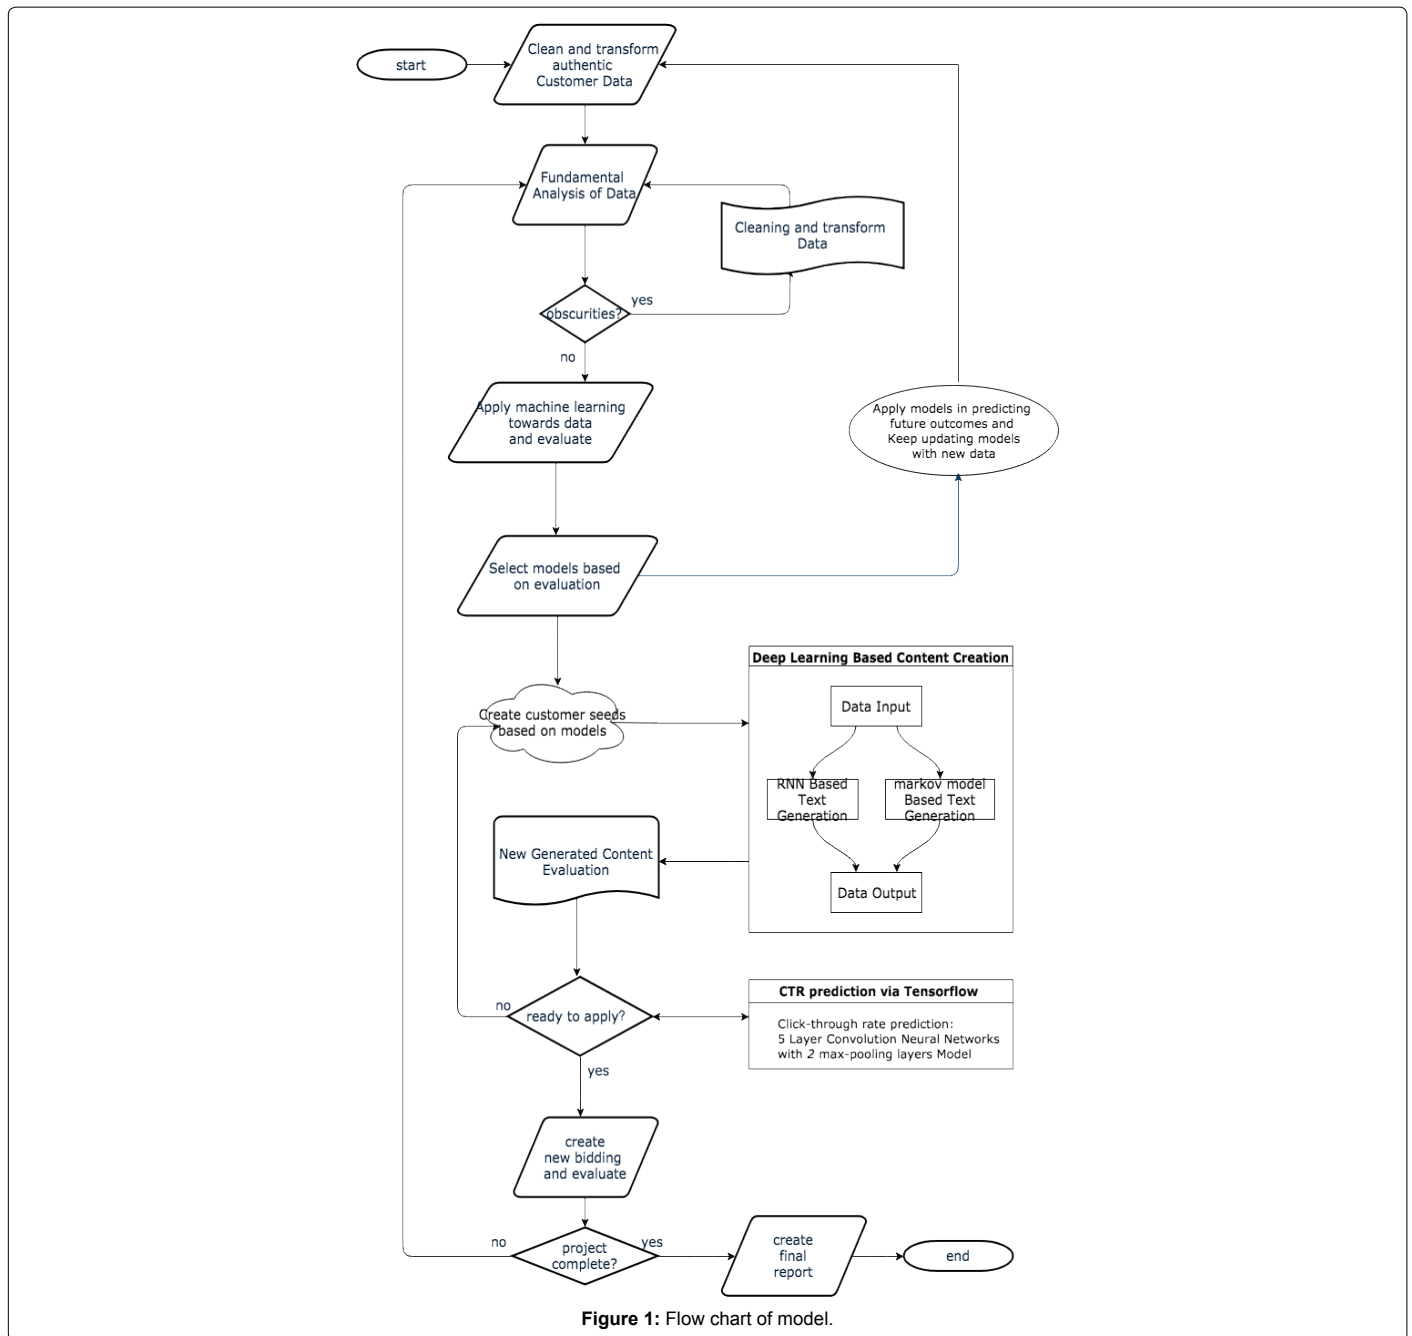 start
Clean and transform
authentic
Customer Data
Fundamental
Analysis of Data
Cleaning and transform
Data
obscurities?
yes
no
Apply machine learning
towards data
and evaluate
Apply models in predicting
future outcomes and
Keep updating models
with new data
Select models based
on evaluation
Create customer seeds
based on models
Deep Learning Based Content Creation
Data Input
RNN Based
Text
Generation
markov model
Based Text
Generation
Data Output
New Generated Content
Evaluation
ready to apply?
no
yes
CTR prediction via Tensorflow
Click-through rate prediction:
5 Layer Convolution Neural Networks
with 2 max-pooling layers Model
create
new bidding
and evaluate
project
complete?
no
yes
create
final
report
end
Figure 1: Flow chart of model.